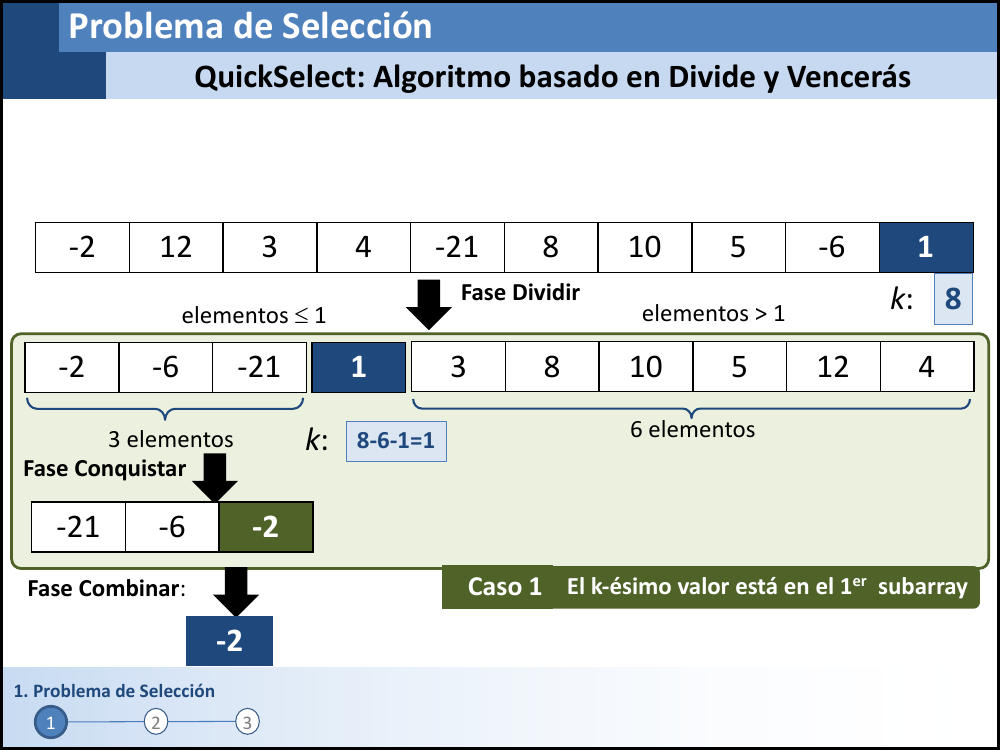 Problema de Selección
QuickSelect: Algoritmo basado en Divide y Vencerás
-2 12 3 4 -21 8 10 5 -6 1
Fase Dividir
k: 8
elementos ≤ 1
elementos > 1
-2 -6 -21 1 3 8 10 5 12 4
3 elementos
k: 8-6-1=1
6 elementos
Fase Conquistar
-21 -6 -2
Fase Combinar:
Caso 1 El k-ésimo valor está en el 1er subarray
-2
1. Problema de Selección
1 2 3